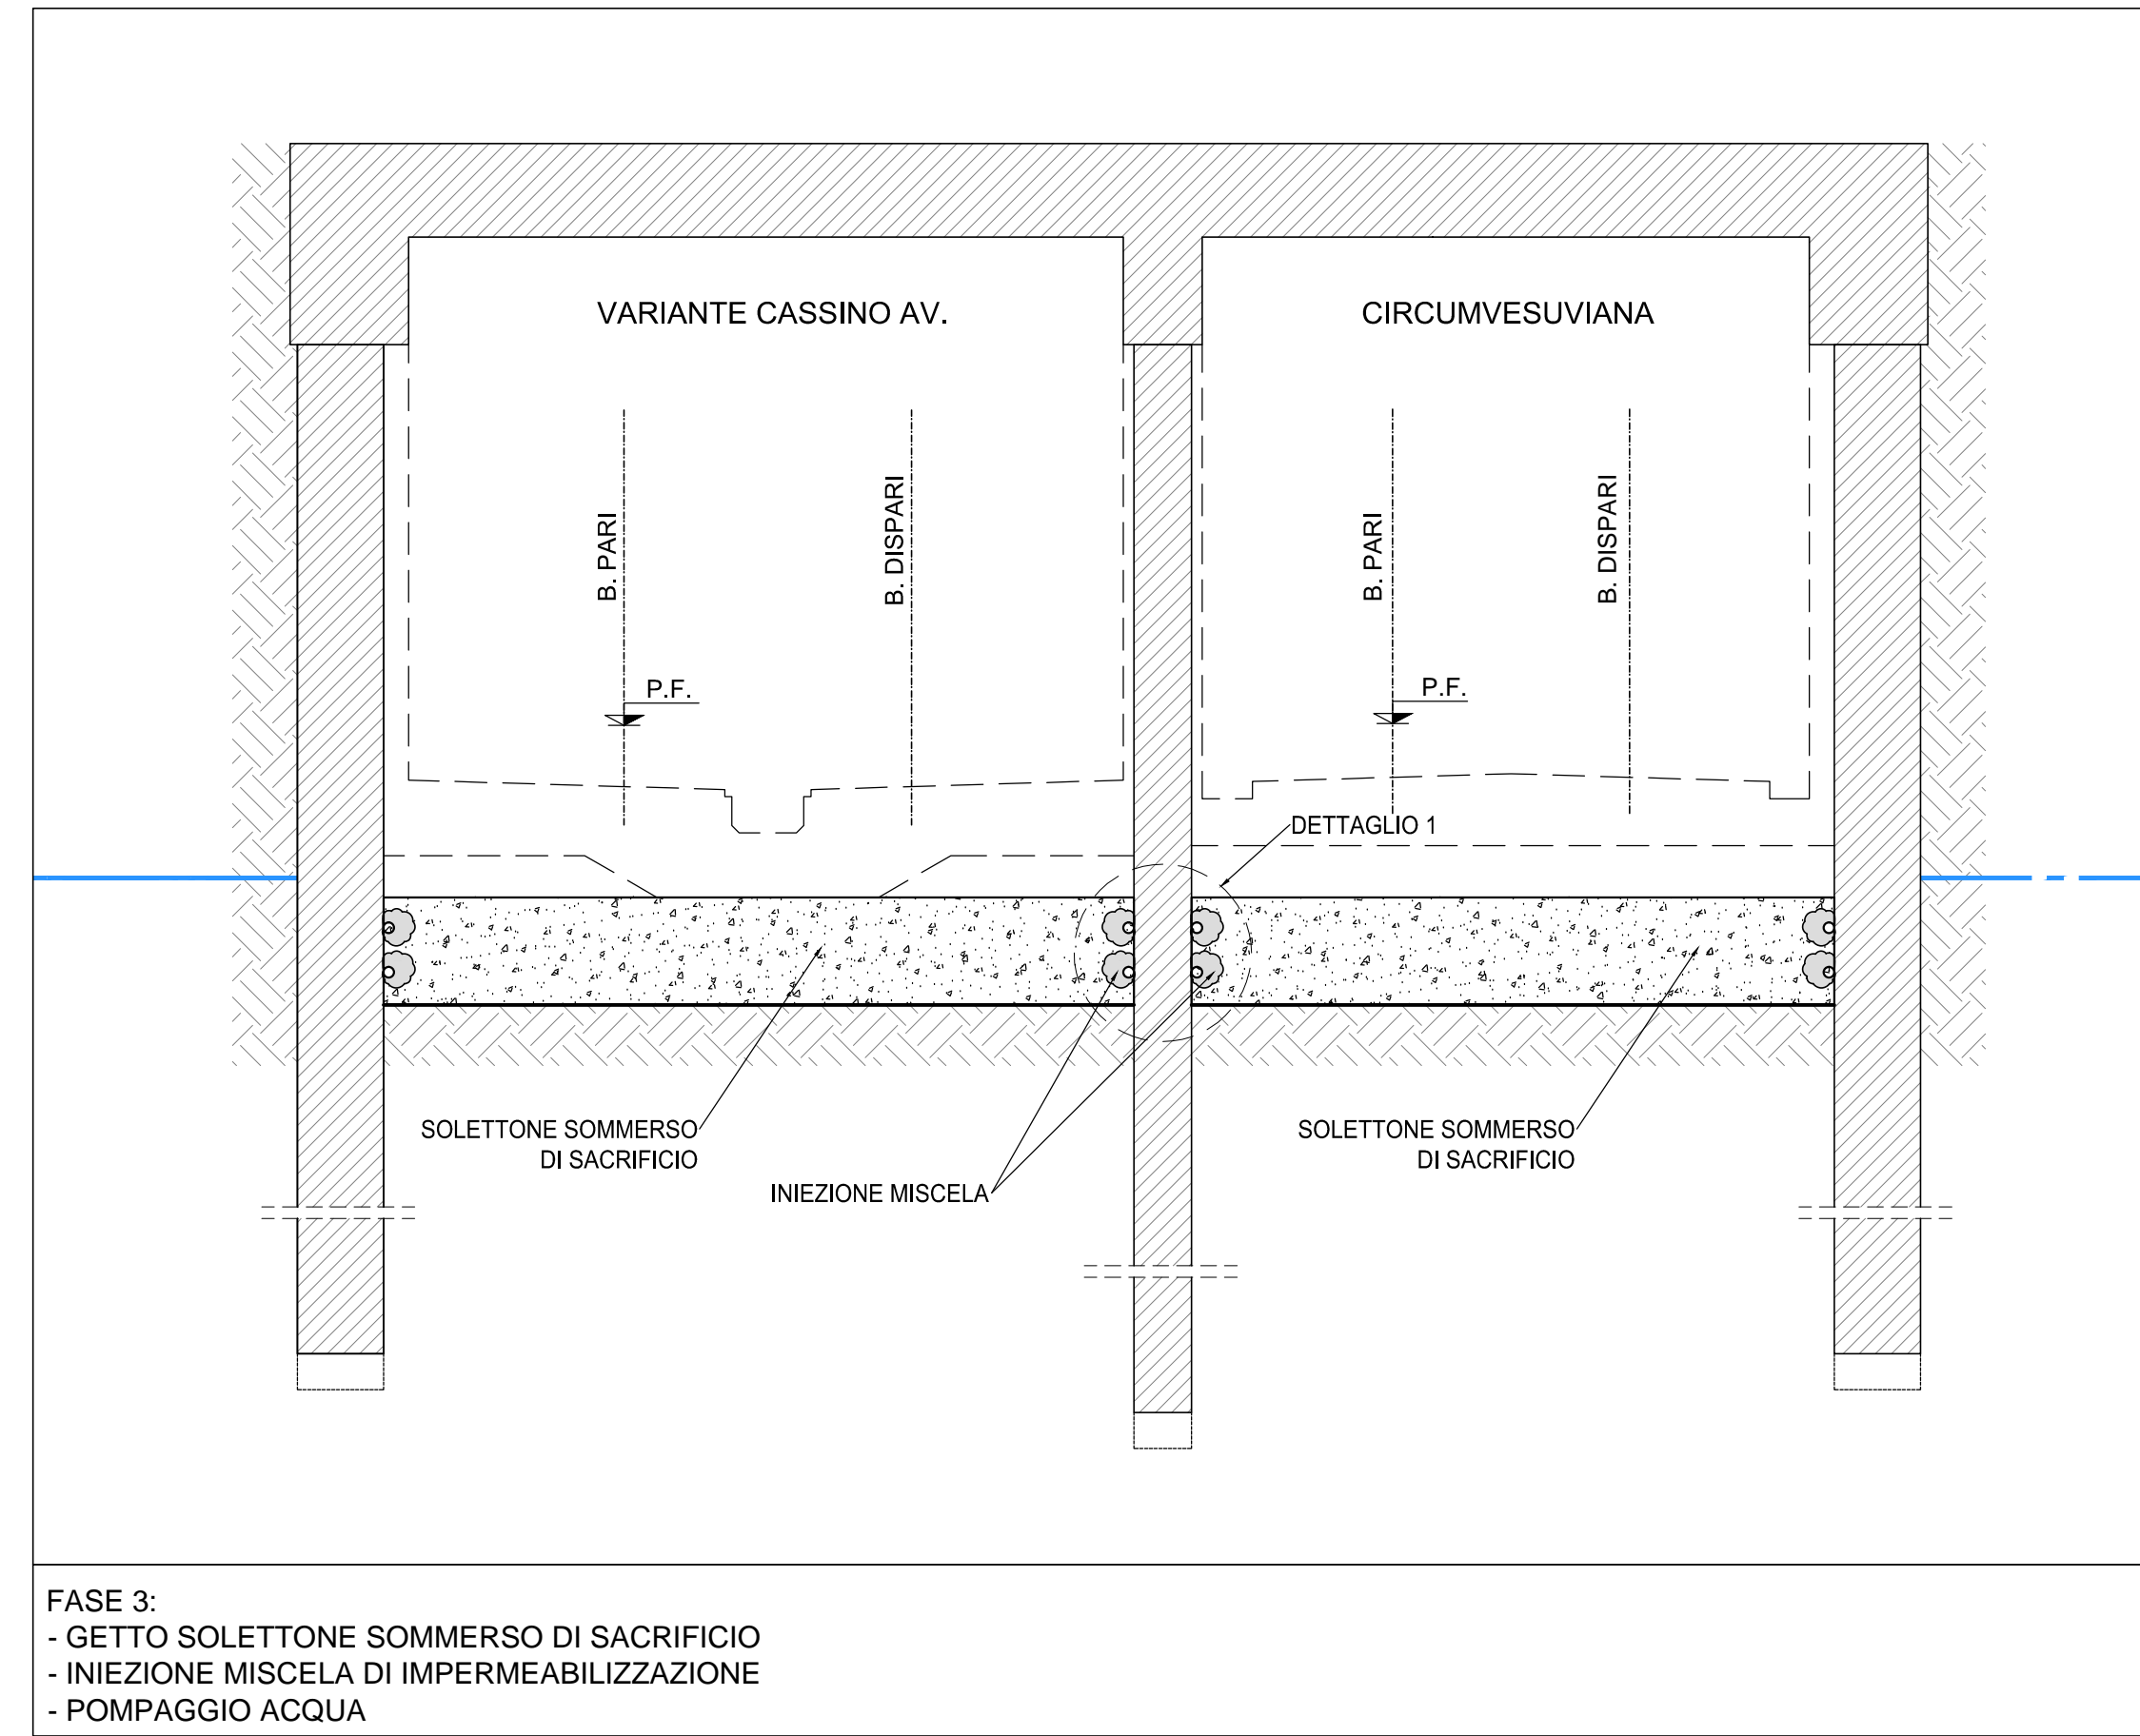 VARIANTE CASSINO AV.
CIRCUMVESUVIANA
B. PARI
B. DISPARI
B. PARI
B. DISPARI
P.F.
P.F.
DETTAGLIO 1
SOLETTONE SOMMERSO
DI SACRIFICIO
SOLETTONE SOMMERSO
DI SACRIFICIO
INIEZIONE MISCELA
FASE 3:
- GETTO SOLETTONE SOMMERSO DI SACRIFICIO
- INIEZIONE MISCELA DI IMPERMEABILIZZAZIONE
- POMPAGGIO ACQUA